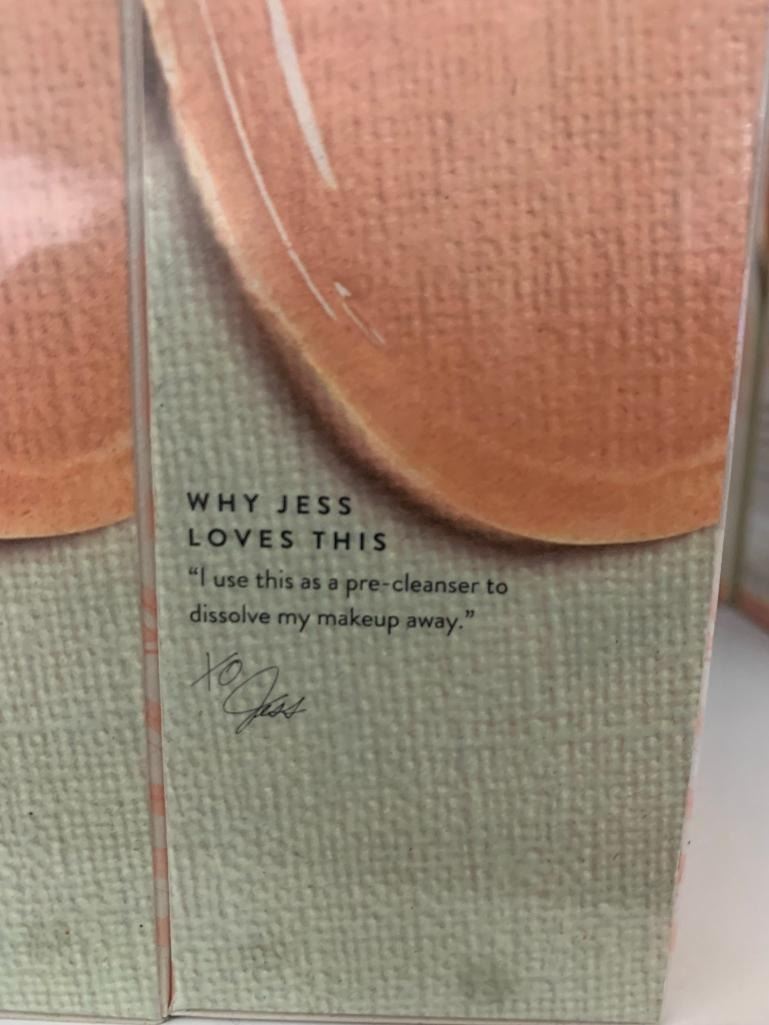 WHY JESS
LOVES THIS
“I use this as a pre-cleanser to
dissolve my makeup away.”
XO
Jess